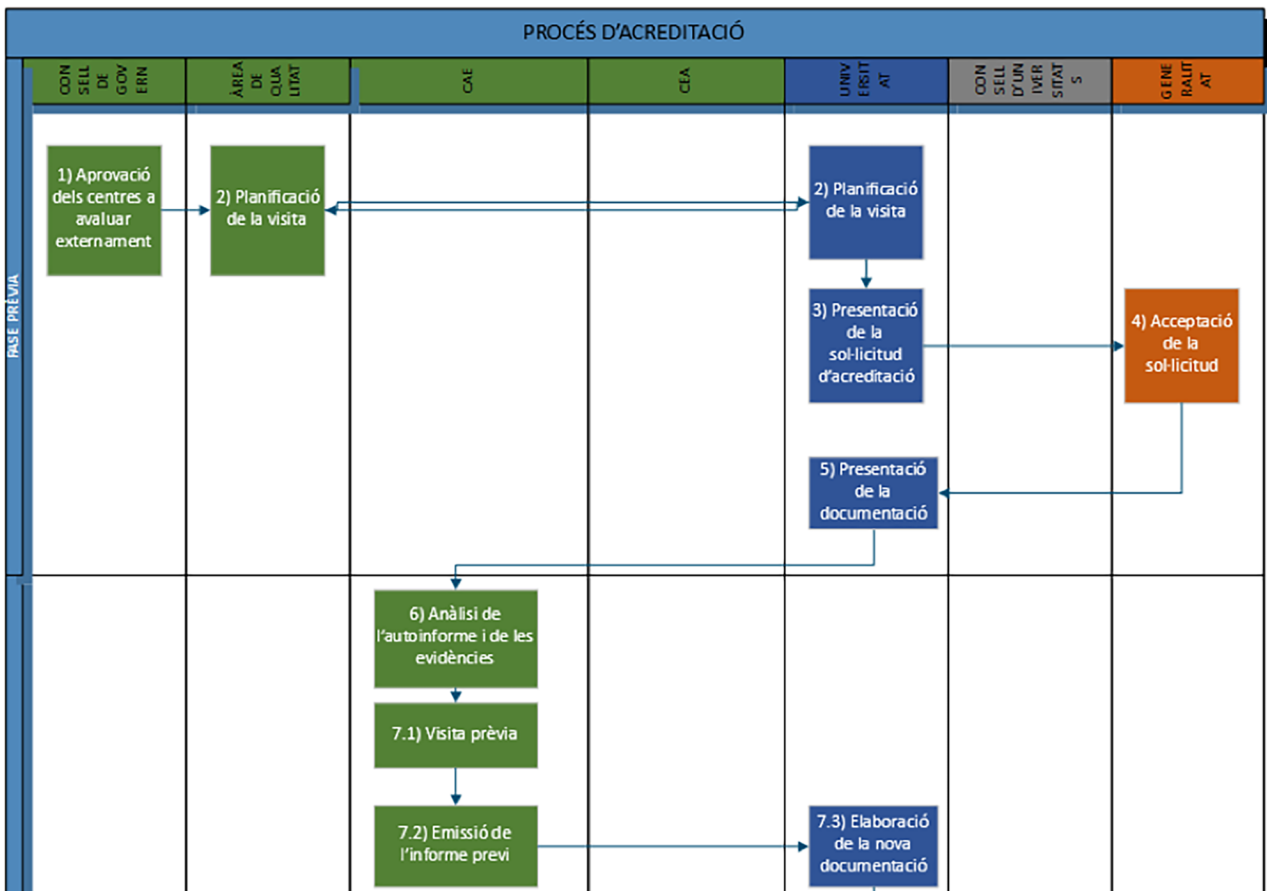 PROCÉS D'ACREDITACIÓ
CON
SELL
DE
GOV
ERN
ÀREA
DE
QUA
LITAT
CAE
CEA
UNIV
ERSIT
AT
CON
SELL
D'UN
IVER
SITAT
S
GENE
RALIT
AT
FASE PRÈVIA
1) Aprovació
dels centres a
avaluar
externament
2) Planificació
de la visita
2) Planificació
de la visita
3) Presentació
de la
sol·licitud
d'acreditació
4) Acceptació
de la
sol·licitud
5) Presentació
de la
documentació
6) Anàlisi de
l'autoinforme i de les
evidències
7.1) Visita prèvia
7.2) Emissió de
l'informe previ
7.3) Elaboració
de la nova
documentació